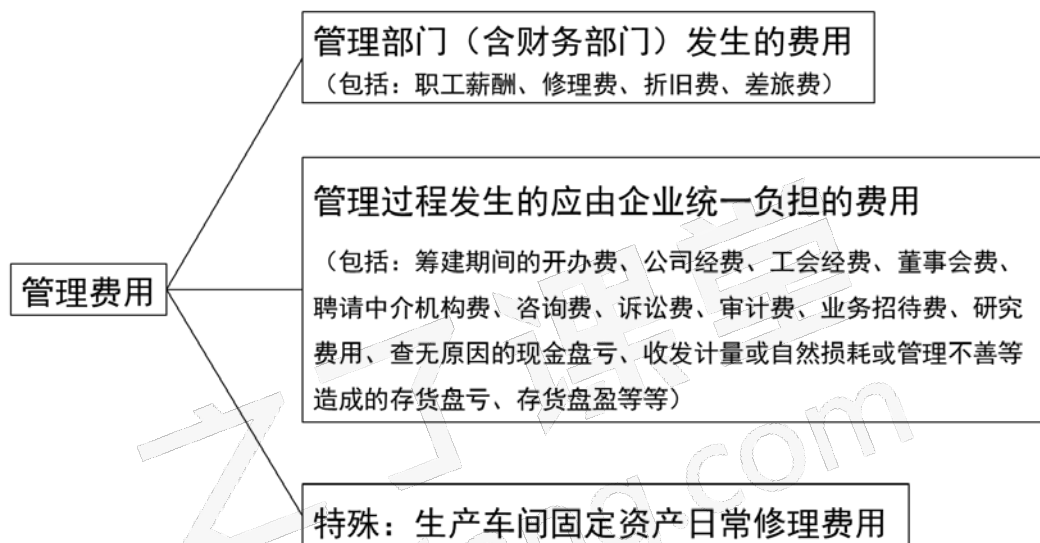 管理部门（含财务部门）发生的费用
（包括：职工薪酬、修理费、折旧费、差旅费）
管理过程发生的应由企业统一负担的费用
（包括：筹建期间的开办费、公司经费、工会经费、董事会费、
聘请中介机构费、咨询费、诉讼费、审计费、业务招待费、研究
费用、查无原因的现金盘亏、收发计量或自然损耗或管理不善等
造成的存货盘亏、存货盘盈等等）
管理费用
特殊：生产车间固定资产日常修理费用
之了课堂
ng.com